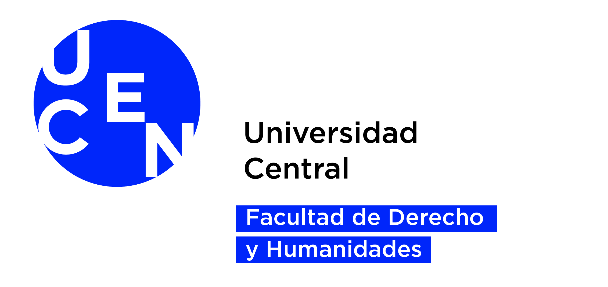 U
E
C
N
Universidad
Central
Facultad de Derecho
y Humanidades